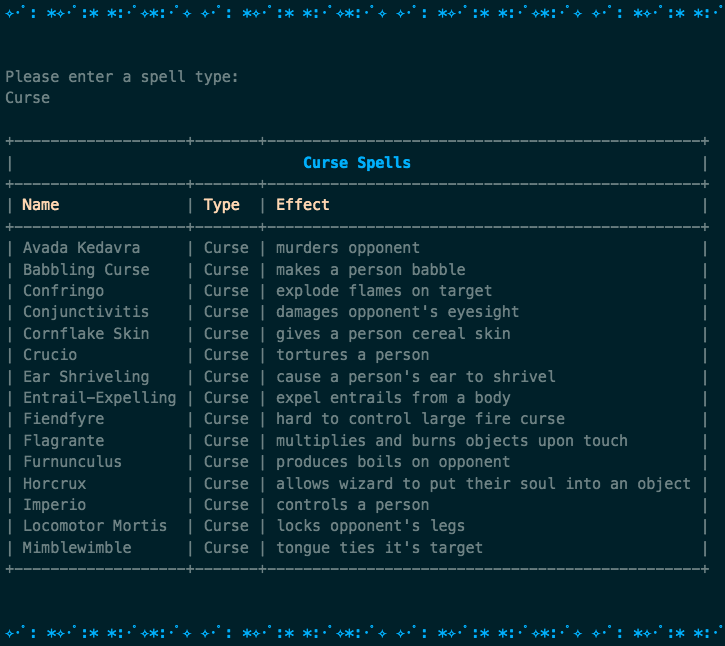 Please enter a spell type:
Curse
Curse Spells
| Name | Type | Effect |
| Avada Kedavra | Curse | murders opponent |
| Babbling Curse | Curse | makes a person babble |
| Confringo | Curse | explode flames on target |
| Conjunctivitis | Curse | damages opponent's eyesight |
| Cornflake Skin | Curse | gives a person cereal skin |
| Crucio | Curse | tortures a person |
| Ear Shriveling | Curse | cause a person's ear to shrivel |
| Entrail-Expelling | Curse | expel entrails from a body |
| Fiendfyre | Curse | hard to control large fire curse |
| Flagrante | Curse | multiplies and burns objects upon touch |
| Furnunculus | Curse | produces boils on opponent |
| Horcrux | Curse | allows wizard to put their soul into an object |
| Imperio | Curse | controls a person |
| Locomotor Mortis | Curse | locks opponent's legs |
| Mimblewimble | Curse | tongue ties it's target |